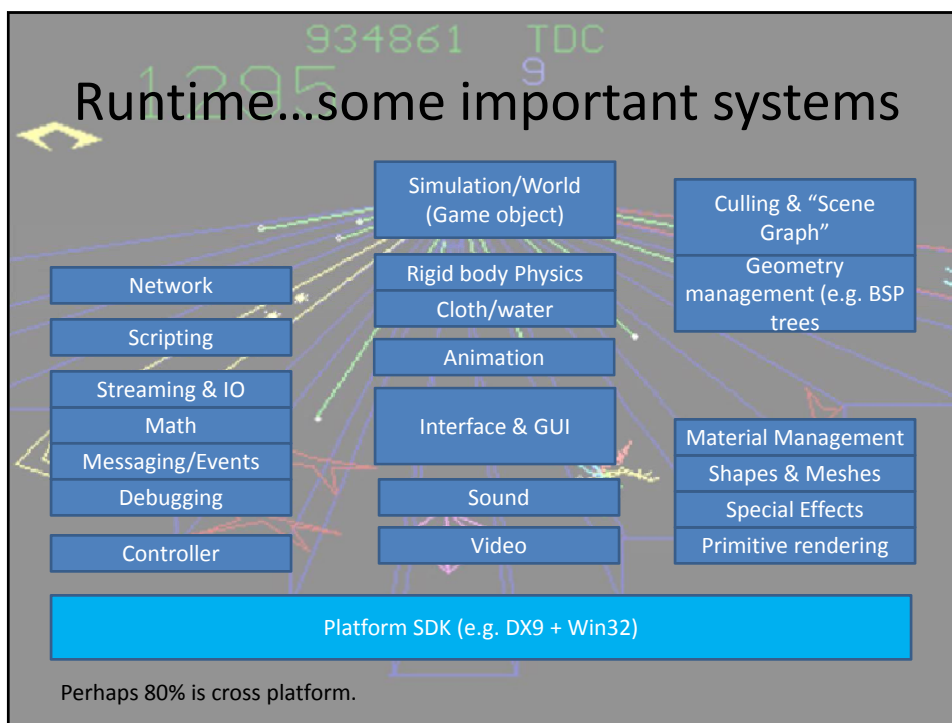 934861 TDC
1295
9
Runtime...some important systems
Simulation/World
(Game object)
Culling & “Scene
Graph”
Geometry
management (e.g. BSP
trees
Network
Rigid body Physics
Cloth/water
Scripting
Animation
Streaming & IO
Math
Messaging/Events
Debugging
Interface & GUI
Material Management
Shapes & Meshes
Special Effects
Primitive rendering
Sound
Controller
Video
Platform SDK (e.g. DX9 + Win32)
Perhaps 80% is cross platform.